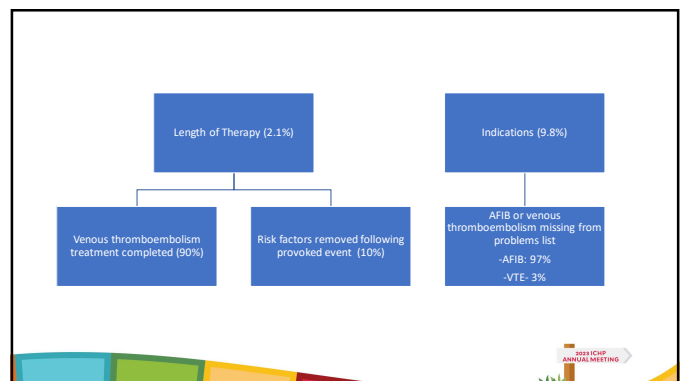 Length of Therapy (2.1%)
Indications (9.8%)
Venous thromboembolism
treatment completed (90%)
Risk factors removed following
provoked event (10%)
AFIB or venous
thromboembolism missing from
problems list
-AFIB: 97%
-VTE- 3%
2023 ICHP
ANNUAL MEETING